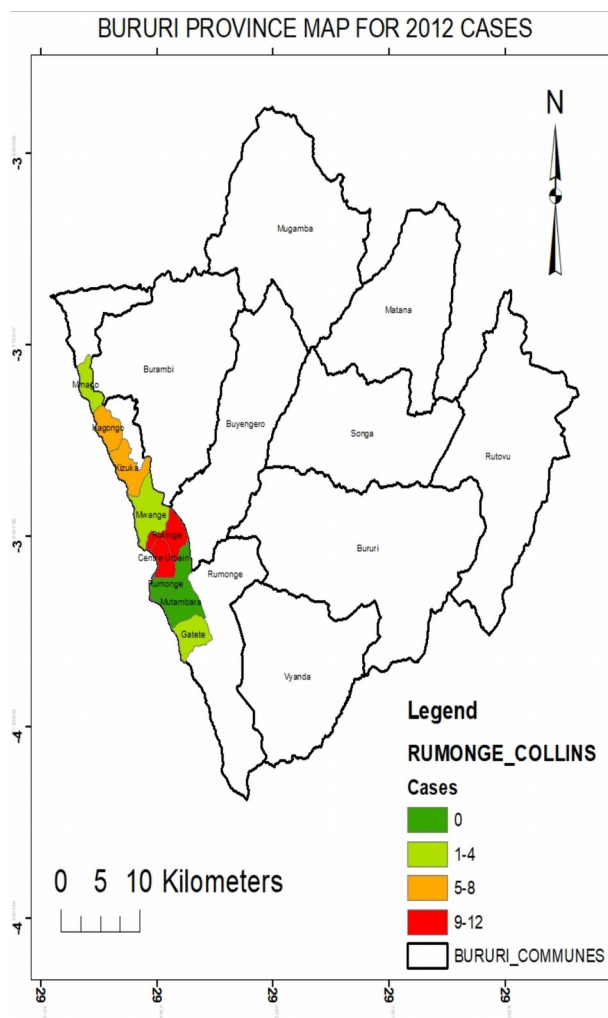 BURURI PROVINCE MAP FOR 2012 CASES
N
-3
Mugamba
Matana
-3
Burambi
Minago
Kagongo
Buyengero
Songa
Rutovu
Kizuka
Mwange
-3
Bururi
Centre-Urbain
Rumonge
Rumonge
Mutambara
Gatete
Vyanda
-4
Legend
RUMONGE_COLLINS
Cases
0
1-4
5-8
9-12
BURURI_COMMUNES
0 5 10 Kilometers
-4
29 29 29 29 29